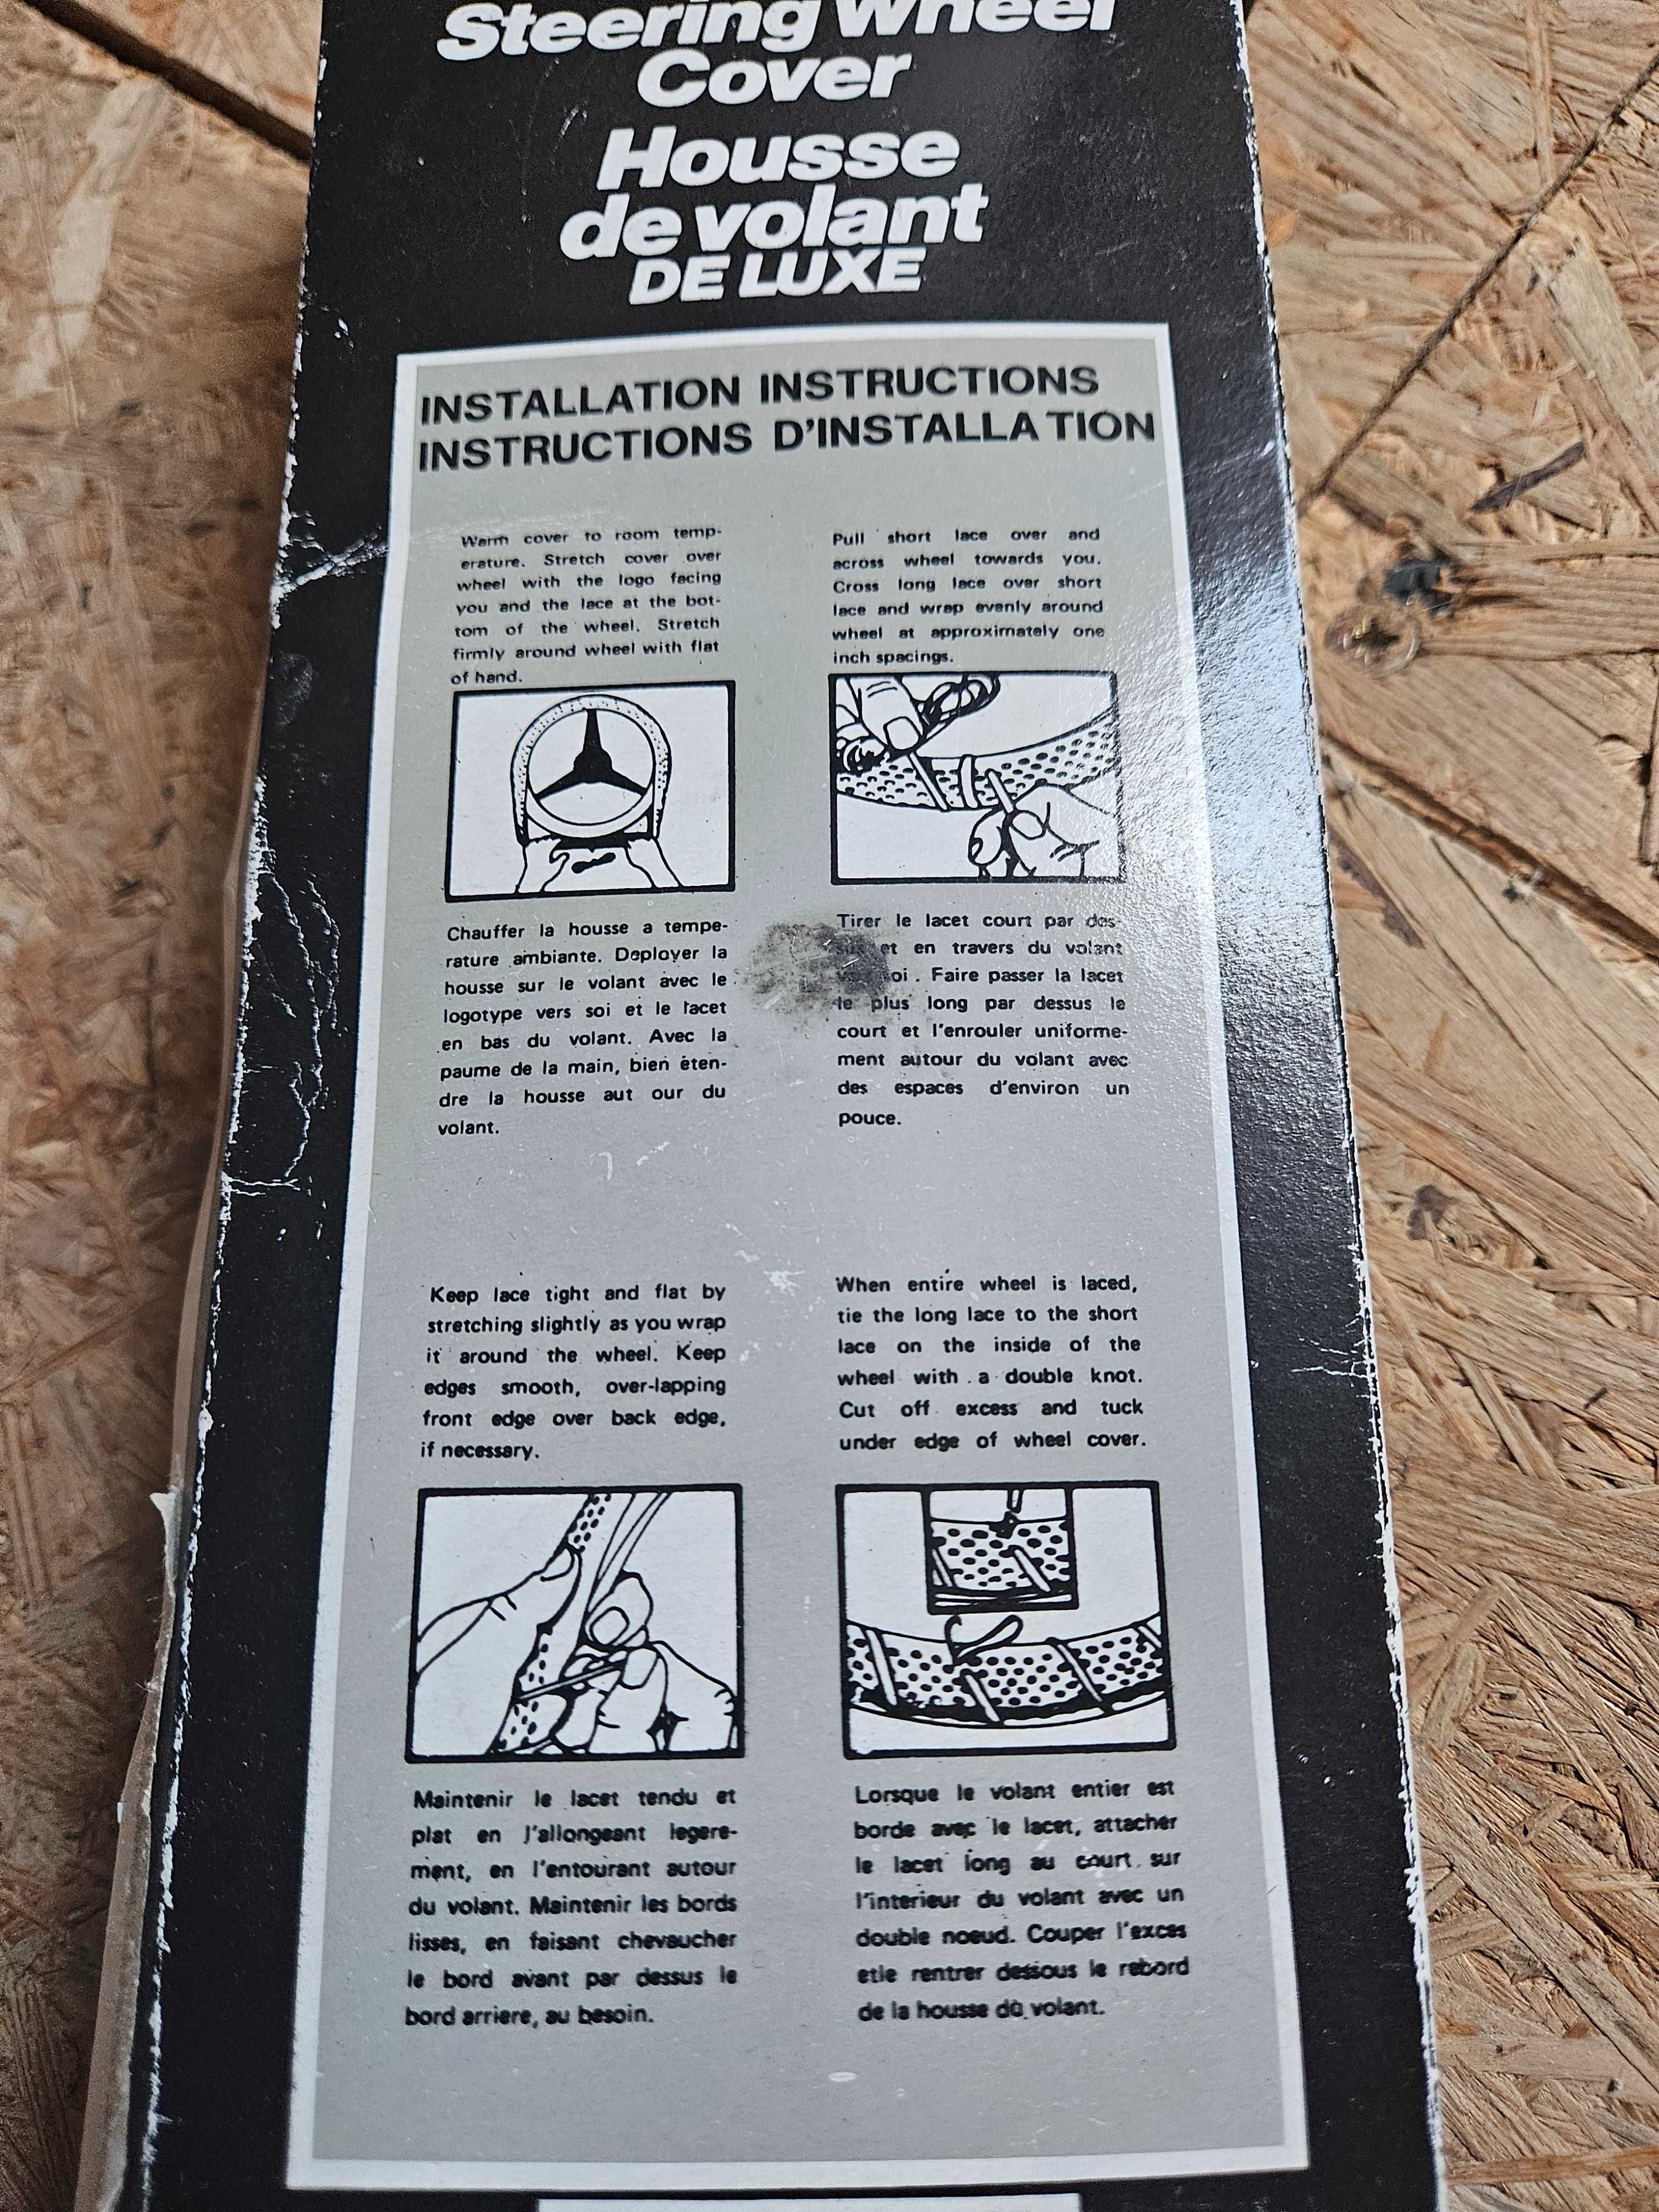 Steering Wheel
Cover
Housse
de volant
DE LUXE
INSTALLATION INSTRUCTIONS
INSTRUCTIONS D'INSTALLATION
Warm cover to room temp-
erature. Stretch cover over
wheel with the logo facing
you and the lace at the bot-
tom of the wheel. Stretch
firmly around wheel with flat
of hand.
Chauffer la housse a tempe-
rature ambiante. Deployer la
housse sur le volant avec le
logotype vers soi et le lacet
en bas du volant. Avec la
paume de la main, bien éten-
dre la housse aut our du
volant.
Pull short lace over and
across wheel towards you.
Cross long lace over short
lace and wrap evenly around
wheel at approximately one
inch spacings.
Tirer le lacet court par des-
et en travers du volant
soi. Faire passer la lacet
le plus long par dessus le
court et l'enrouler uniforme-
ment autour du volant avec
des espaces d'environ un
pouce.
Keep lace tight and flat by
stretching slightly as you wrap
it around the wheel. Keep
edges smooth, over-lapping
front edge over back edge,
if necessary.
Maintenir le lacet tendu et
plat en l'allongeant legere-
ment, en l'entourant autour
du volant. Maintenir les bords
lisses, en faisant chevaucher
le bord avant par dessus le
bord arriere, au besoin.
When entire wheel is laced,
tie the long lace to the short
lace on the inside of the
wheel with a double knot.
Cut off excess and tuck
under edge of wheel cover.
Lorsque le volant entier est
borde avec le lacet, attacher
le lacet long au court sur
l'interieur du volant avec un
double noeud. Couper l'exces
etle rentrer dessous le rebord
de la housse du volant.